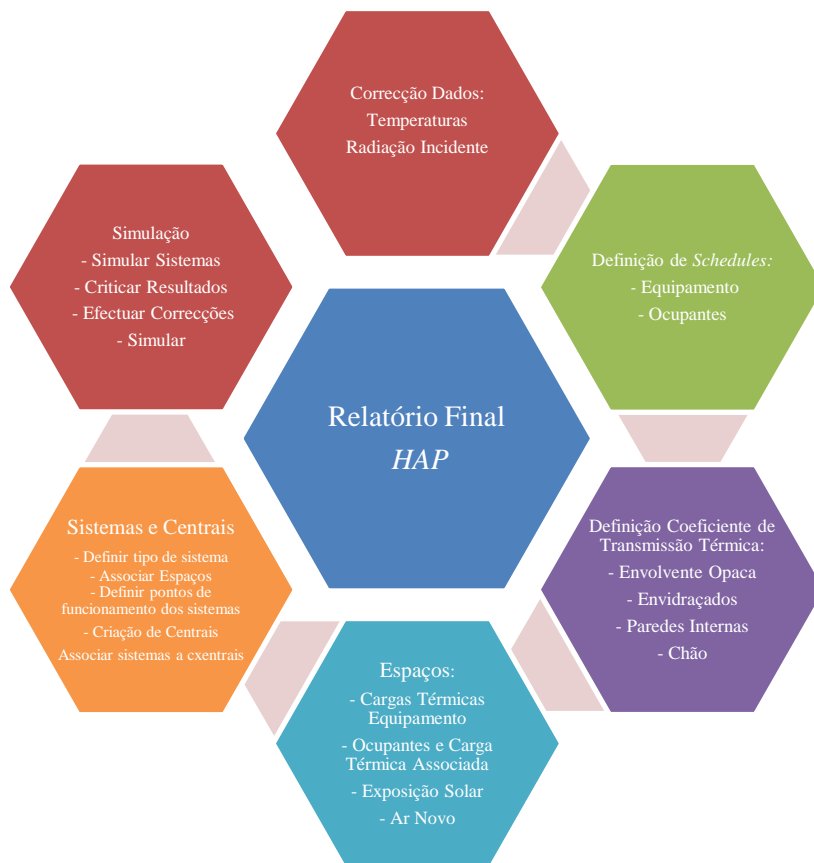 Correcção Dados:
Temperaturas
Radiação Incidente
Definição de Schedules:
- Equipamento
- Ocupantes
Definição Coeficiente de
Transmissão Térmica:
- Envolvente Opaca
- Envidraçados
- Paredes Internas
- Chão
Espaços:
- Cargas Térmicas
Equipamento
- Ocupantes e Carga
Térmica Associada
- Exposição Solar
- Ar Novo
Sistemas e Centrais
- Definir tipo de sistema
- Associar Espaços
- Definir pontos de
funcionamento dos sistemas
- Criação de Centrais
Associar sistemas a cxentrais
Simulação
- Simular Sistemas
- Criticar Resultados
- Efectuar Correcções
- Simular
Relatório Final
HAP